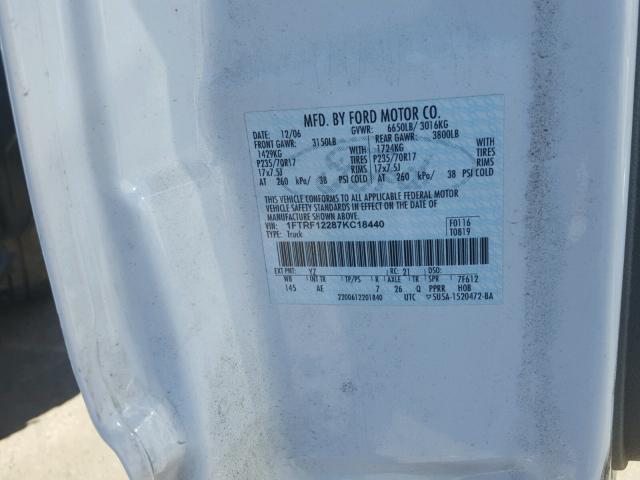 MFD. BY FORD MOTOR CO.
DATE: 12/06 GVWR: 6650LB/ 3016KG
FRONT GAWR: 3150LB REAR GAWR: 3800LB
1429KG WITH 1724KG WITH
P235/70R17 TIRES P235/70R17 TIRES
17x7.5J RIMS 17x7.5J RIMS
AT 260 kPa/ 38 PSI COLD AT 260 kPa/ 38 PSI COLD
THIS VEHICLE CONFORMS TO ALL APPLICABLE FEDERAL MOTOR
VEHICLE SAFETY STANDARDS IN EFFECT ON THE DATE OF
MANUFACTURE SHOWN ABOVE.
VIN: 1FTRF12287KC18440 F0116
TYPE: Truck T0819
EXT PNT: YZ RC: 21 DSO:
WB INT TR TP/PS R AXLE TR SPR 7F612
145 AE 7 26 Q PPRR HOB
2200612201840 UTC 5U5A-1520472-BA